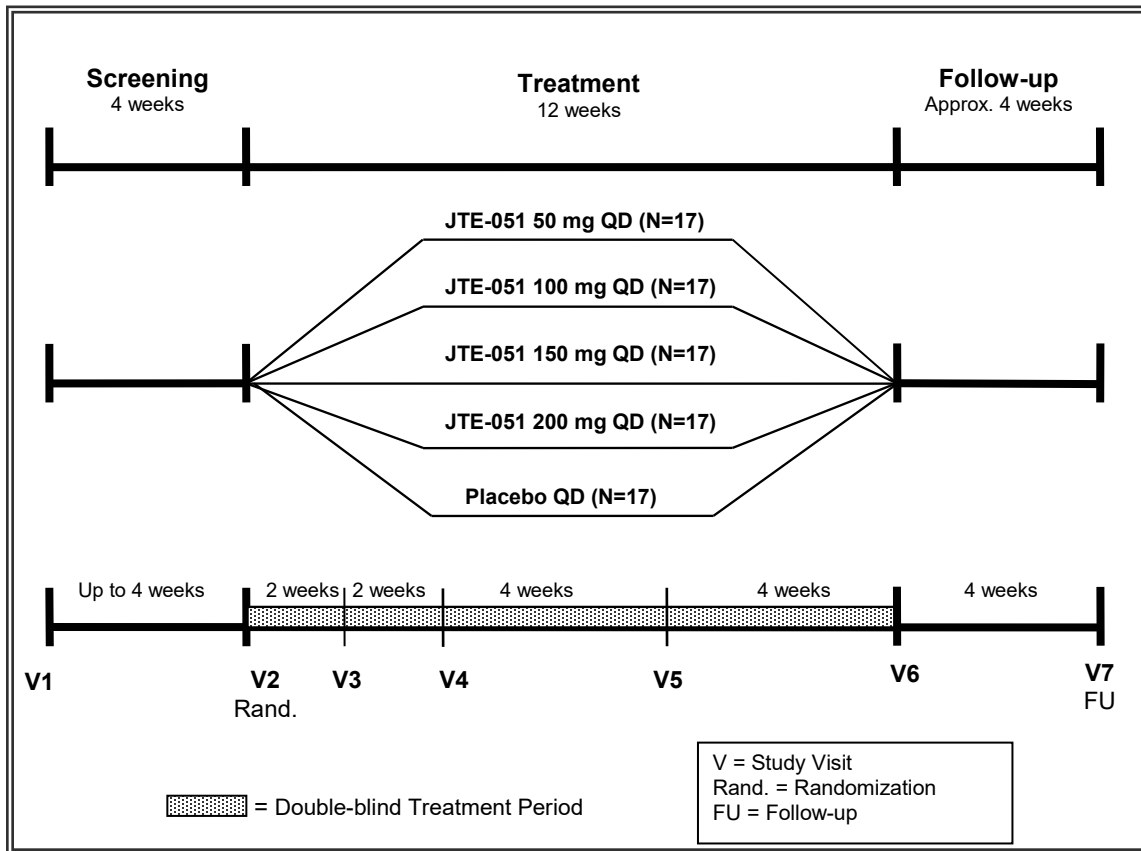 Screening
4 weeks
Treatment
12 weeks
Follow-up
Approx. 4 weeks
JTE-051 50 mg QD (N=17)
JTE-051 100 mg QD (N=17)
JTE-051 150 mg QD (N=17)
JTE-051 200 mg QD (N=17)
Placebo QD (N=17)
Up to 4 weeks
2 weeks
2 weeks
4 weeks
4 weeks
4 weeks
V1
V2
Rand.
V3
V4
V5
V6
V7
FU
= Double-blind Treatment Period
V = Study Visit
Rand. = Randomization
FU = Follow-up